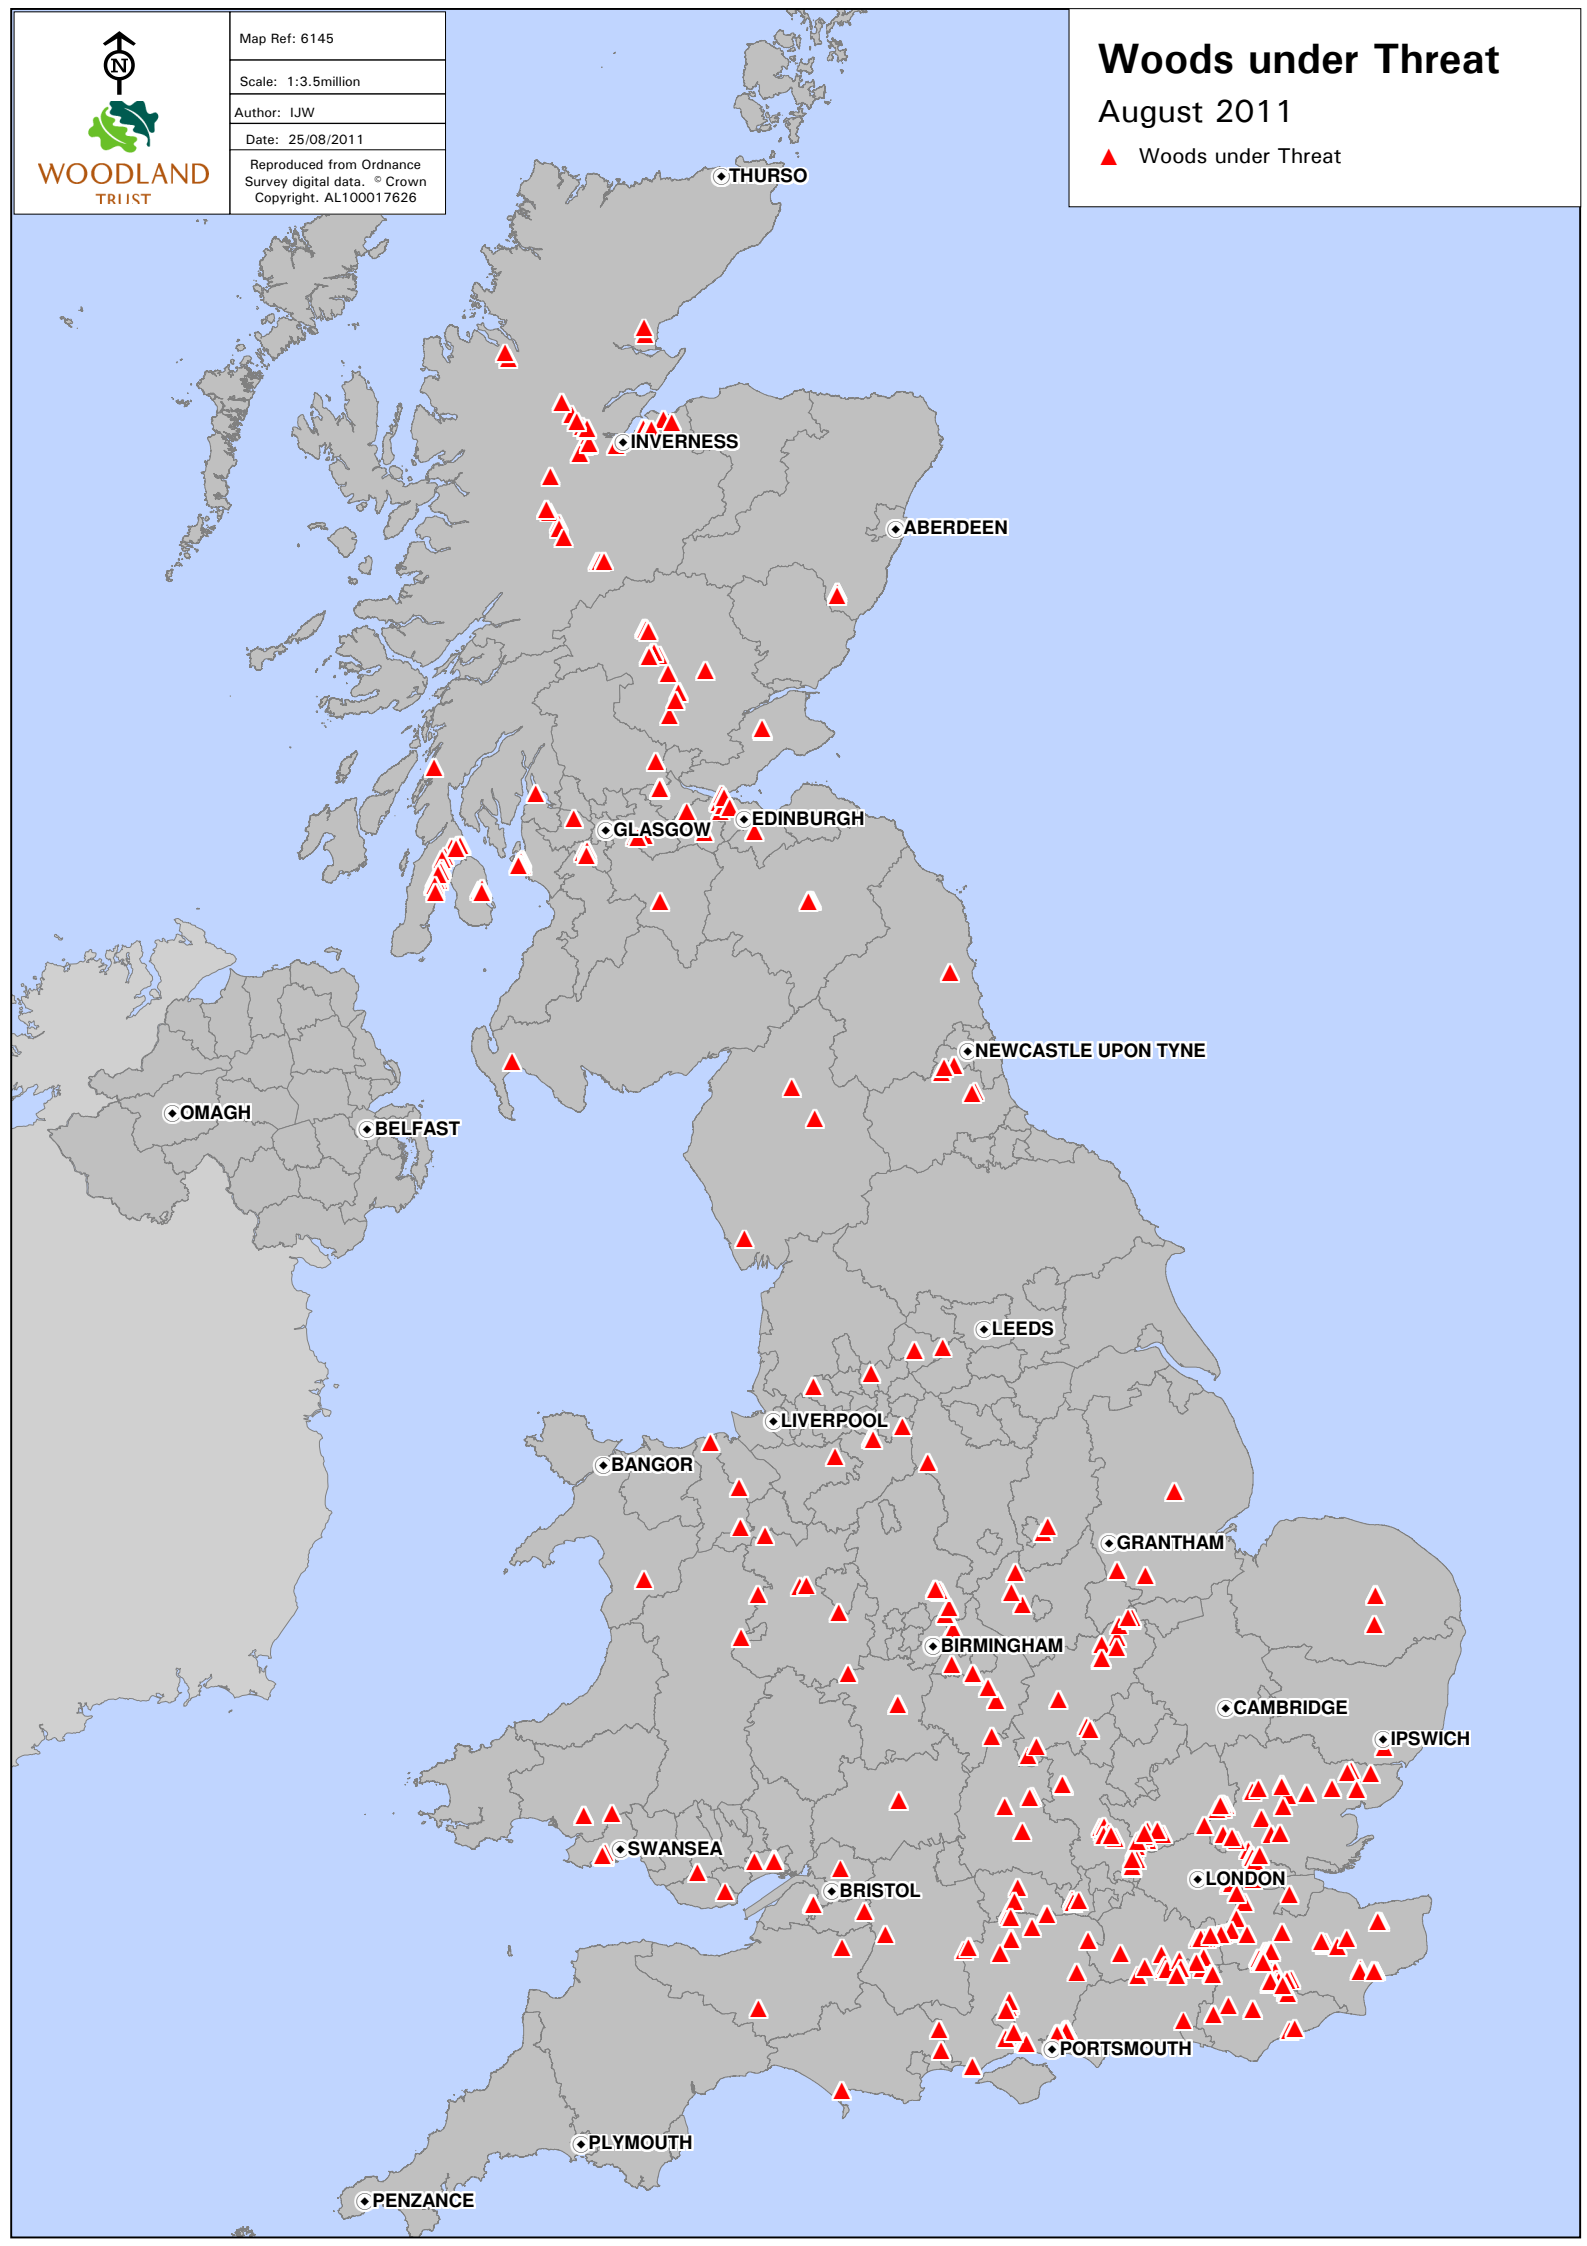 N
WOODLAND
TRUST
Map Ref: 6145
Scale: 1:3.5million
Author: IJW
Date: 25/08/2011
Reproduced from Ordnance
Survey digital data. © Crown
Copyright. AL100017626
Woods under Threat
August 2011
Woods under Threat
THURSO
INVERNESS
ABERDEEN
EDINBURGH
GLASGOW
NEWCASTLE UPON TYNE
OMAGH
BELFAST
LEEDS
LIVERPOOL
BANGOR
GRANTHAM
BIRMINGHAM
CAMBRIDGE
IPSWICH
SWANSEA
LONDON
BRISTOL
PORTSMOUTH
PLYMOUTH
PENZANCE